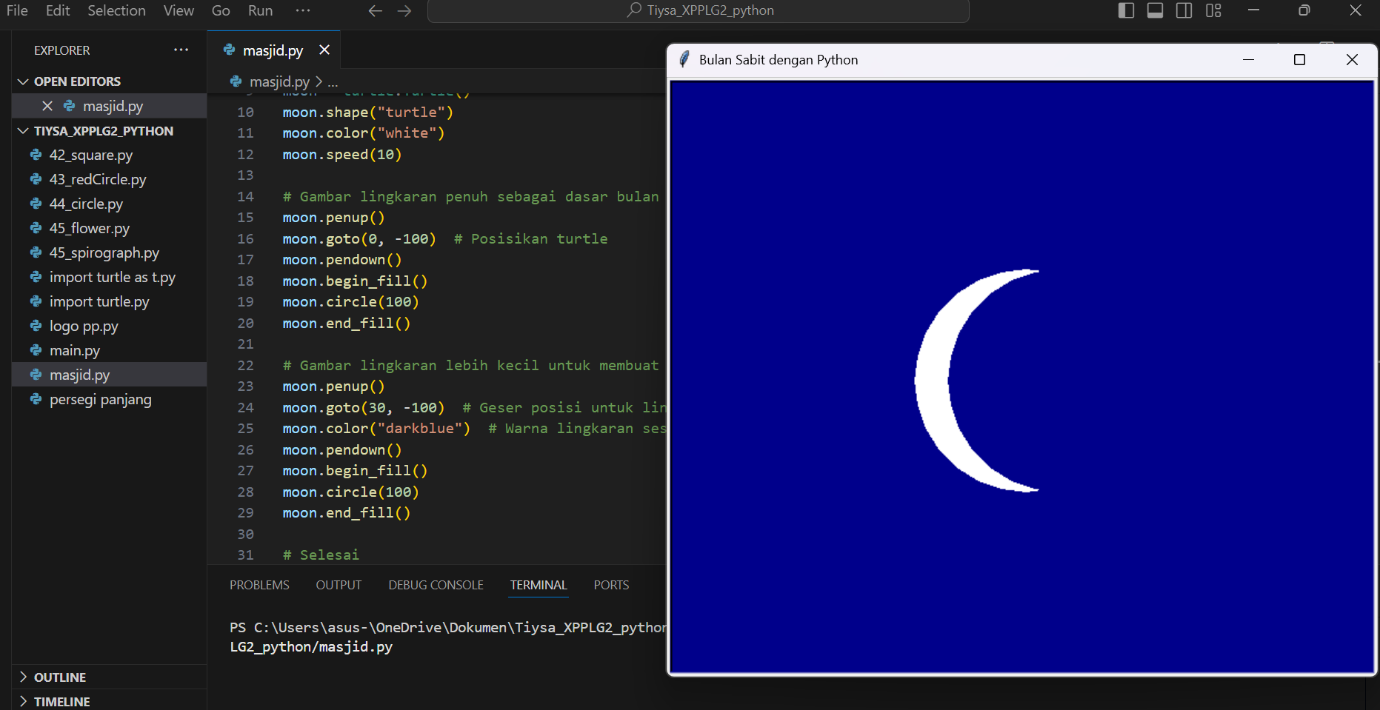 File Edit Selection View Go Run ···
Tiysa_XPPLG2_python
EXPLORER ···
OPEN EDITORS
masjid.py
TIYSA_XPPLG2_PYTHON
42_square.py
43_redCircle.py
44_circle.py
45_flower.py
45_spirograph.py
import turtle as t.py
import turtle.py
logo pp.py
main.py
masjid.py
persegi panjang
OUTLINE
TIMELINE
masjid.py
masjid.py > ...
10 moon.shape("turtle")
11 moon.color("white")
12 moon.speed(10)
13
14 # Gambar lingkaran penuh sebagai dasar bulan
15 moon.penup()
16 moon.goto(0, -100)  # Posisikan turtle
17 moon.pendown()
18 moon.begin_fill()
19 moon.circle(100)
20 moon.end_fill()
21
22 # Gambar lingkaran lebih kecil untuk membuat
23 moon.penup()
24 moon.goto(30, -100)  # Geser posisi untuk lin
25 moon.color("darkblue")  # Warna lingkaran ses
26 moon.pendown()
27 moon.begin_fill()
28 moon.circle(100)
29 moon.end_fill()
30
31 # Selesai
PROBLEMS OUTPUT DEBUG CONSOLE TERMINAL PORTS
PS C:\Users\asus-\OneDrive\Dokumen\Tiysa_XPPLG2_python
LG2_python/masjid.py
Bulan Sabit dengan Python